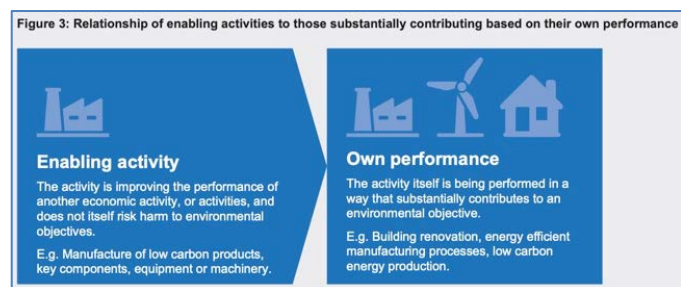 Figure 3: Relationship of enabling activities to those substantially contributing based on their own performance
Enabling activity
The activity is improving the performance of
another economic activity, or activities, and
does not itself risk harm to environmental
objectives.
E.g. Manufacture of low carbon products,
key components, equipment or machinery.
Own performance
The activity itself is being performed in a
way that substantially contributes to an
environmental objective.
E.g. Building renovation, energy efficient
manufacturing processes, low carbon
energy production.